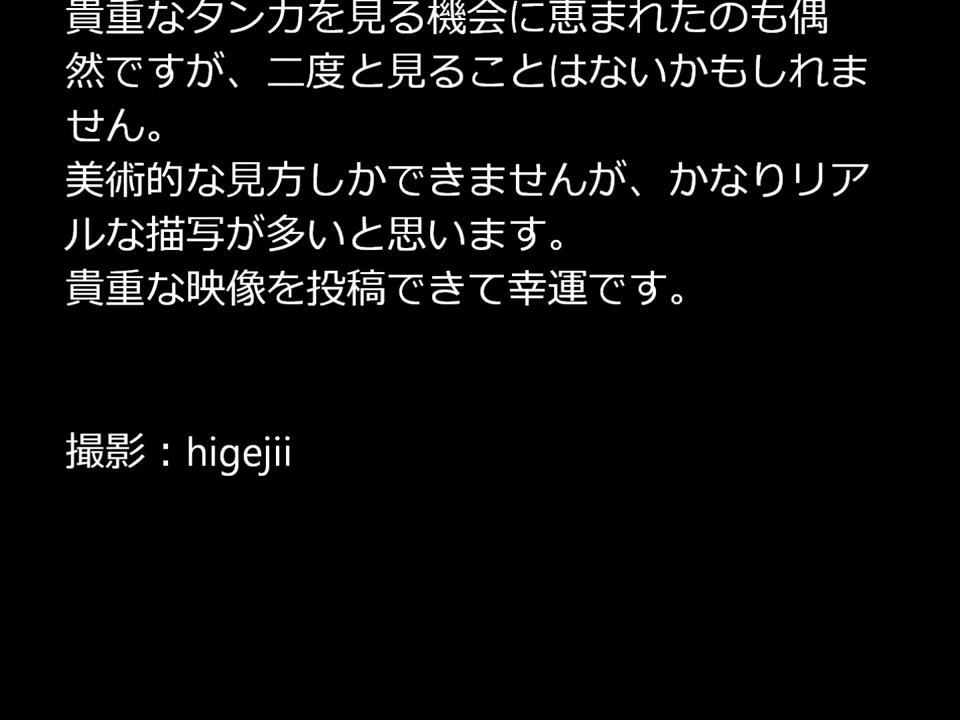 貴重なタンカを見る機会に恵まれたのも偶
然ですが、二度と見ることはないかもしれま
せん。
美術的な見方しかできませんが、かなりリア
ルな描写が多いと思います。
貴重な映像を投稿できて幸運です。
撮影：higejii